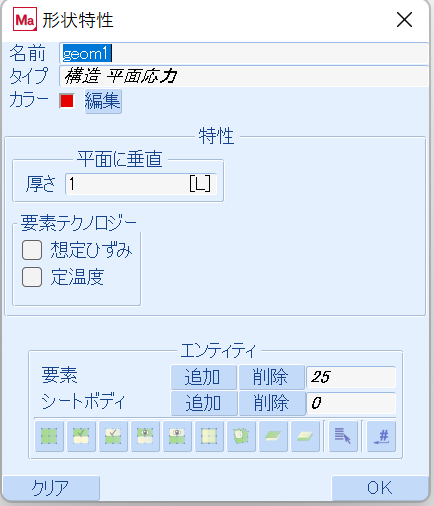 Ma 形状特性
名前 geom1
タイプ 構造 平面応力
カラー 編集
特性
平面に垂直
厚さ 1 [L]
要素テクノロジー
想定ひずみ
定温度
エンティティ
要素 追加 削除 25
シートボディ 追加 削除 0
#
クリア OK